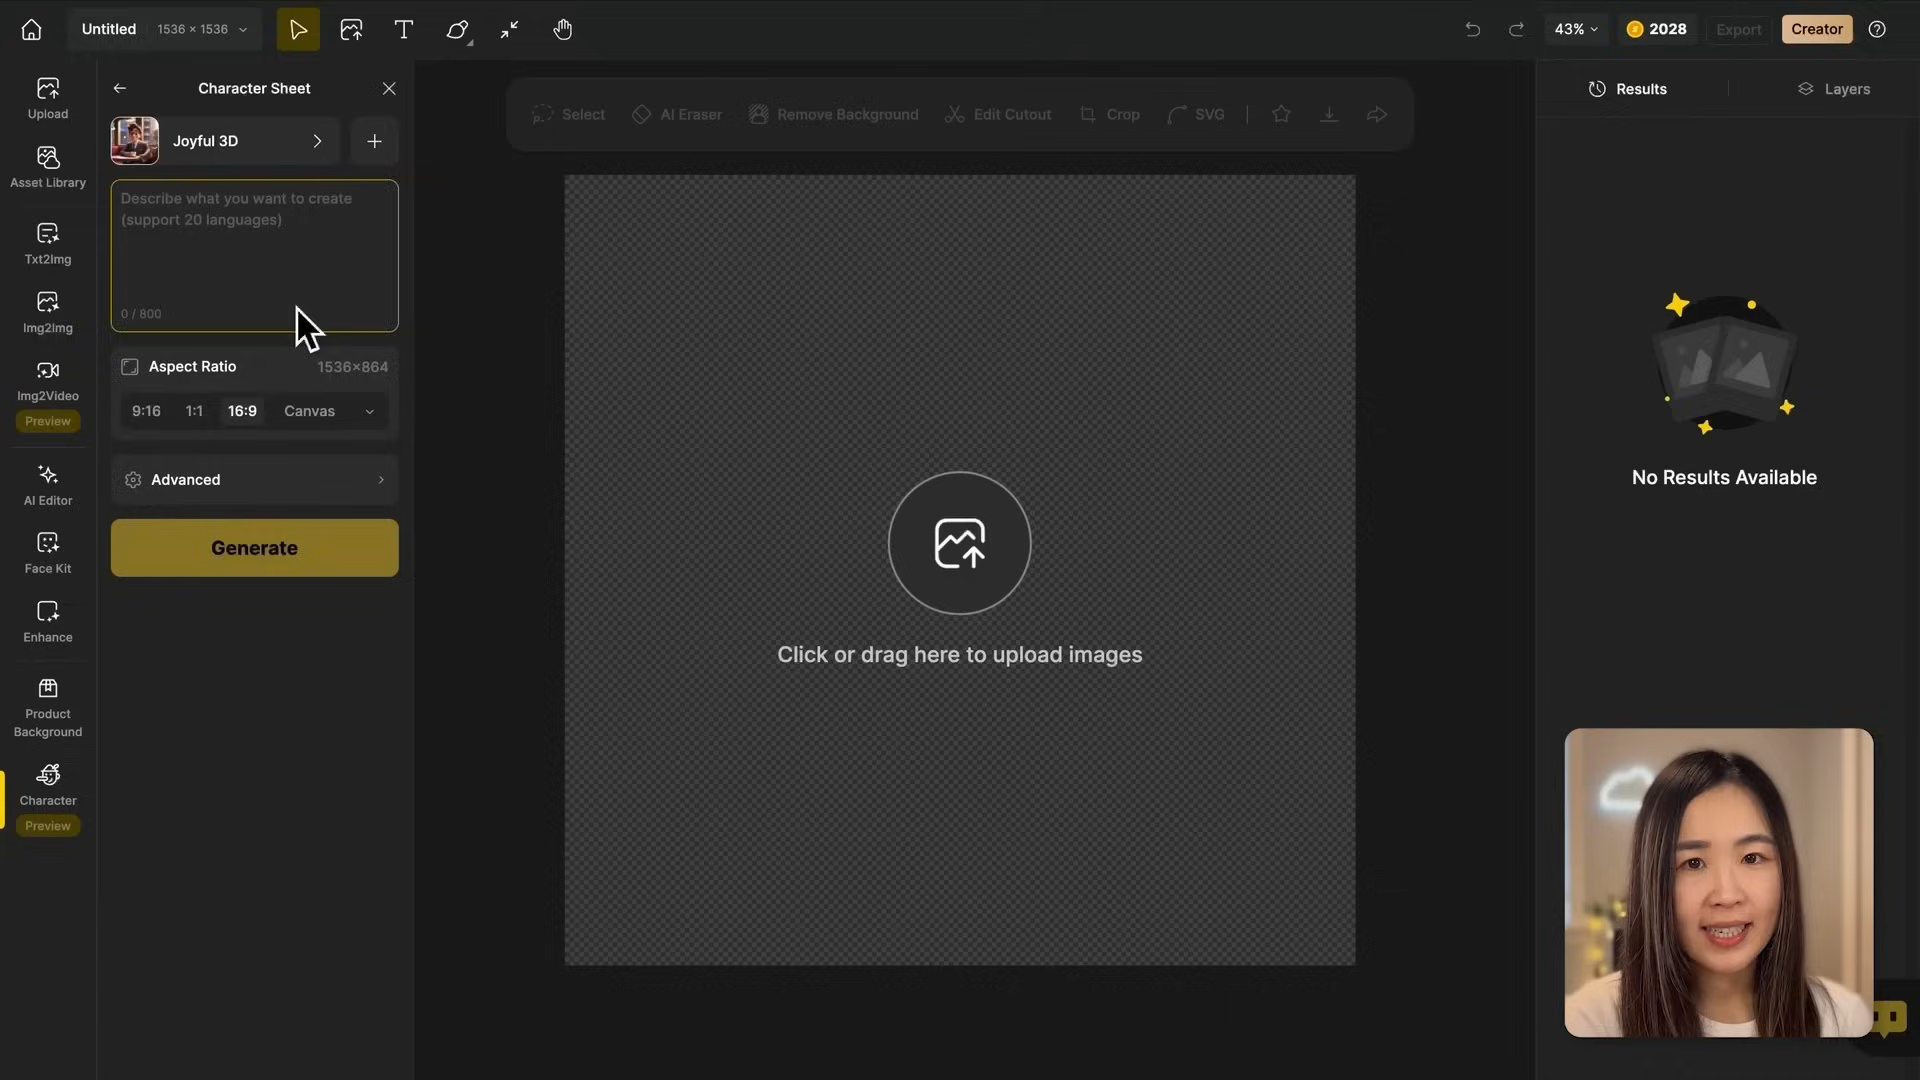 Untitled
1536 × 1536
43%
2028
Export
Creator
Upload
Asset Library
Txt2Img
Img2Img
Img2Video
Preview
AI Editor
Face Kit
Enhance
Product
Background
Character
Preview
Character Sheet
Joyful 3D
Describe what you want to create
(support 20 languages)
0 / 800
Aspect Ratio
1536×864
9:16
1:1
16:9
Canvas
Advanced
Generate
Select
AI Eraser
Remove Background
Edit Cutout
Crop
SVG
Click or drag here to upload images
Results
Layers
No Results Available